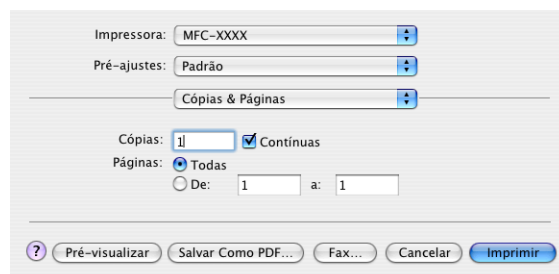 Impressora: MFC-XXXX
Pré-ajustes: Padrão
Cópias & Páginas
Cópias: 1 Contínuas
Páginas: Todas
De: 1 a: 1
? Pré-visualizar Salvar Como PDF... Fax... Cancelar Imprimir